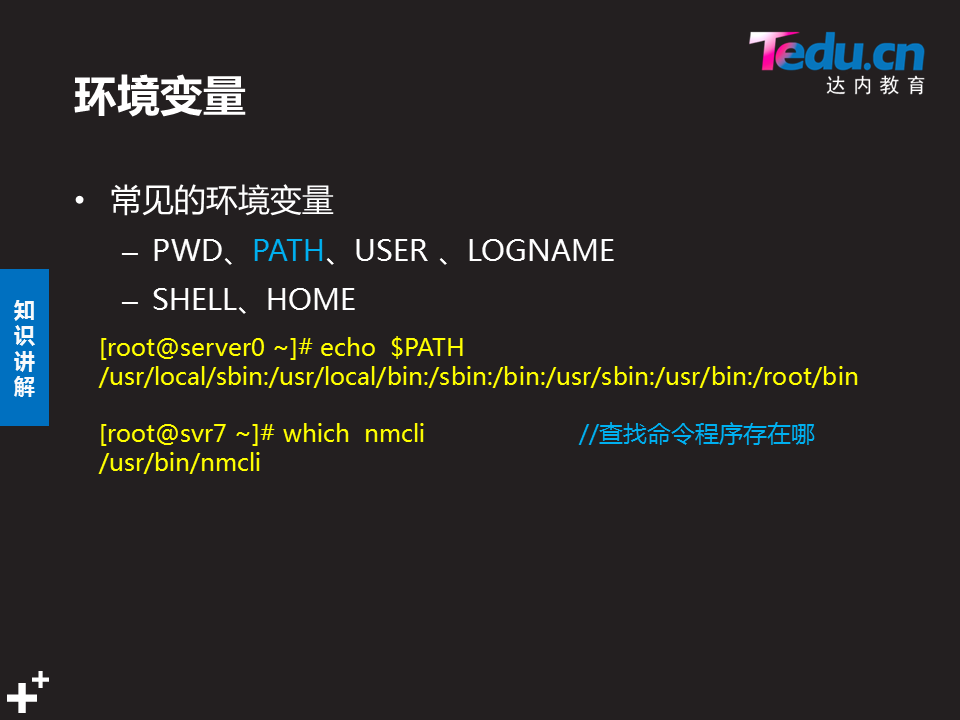 Tedu.cn
达内教育
环境变量
• 常见的环境变量
– PWD、PATH、USER 、LOGNAME
– SHELL、HOME
知识讲解
[root@server0 ~]# echo  $PATH
/usr/local/sbin:/usr/local/bin:/sbin:/bin:/usr/sbin:/usr/bin:/root/bin
[root@svr7 ~]# which  nmcli //查找命令程序存在哪
/usr/bin/nmcli